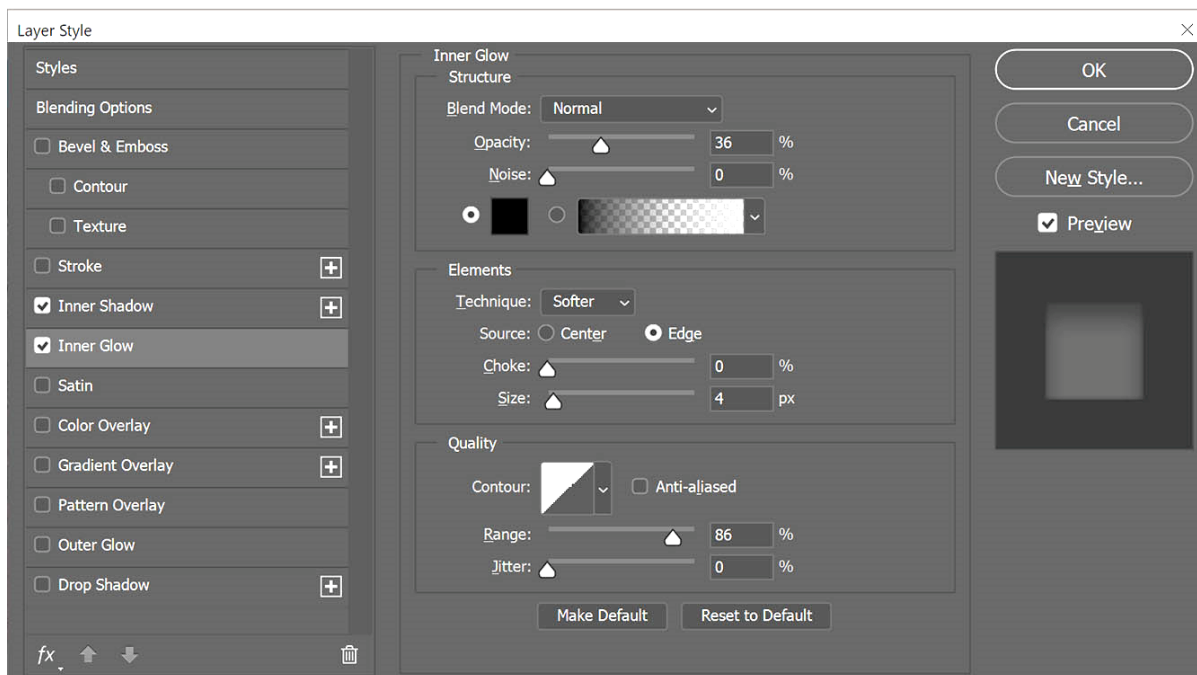 Layer Style
Styles
Blending Options
Bevel & Emboss
Contour
Texture
Stroke
Inner Shadow
Inner Glow
Satin
Color Overlay
Gradient Overlay
Pattern Overlay
Outer Glow
Drop Shadow
fx
Inner Glow
Structure
Blend Mode: Normal
Opacity: 36 %
Noise: 0 %
Elements
Technique: Softer
Source: Center Edge
Choke: 0 %
Size: 4 px
Quality
Contour: Anti-aliased
Range: 86 %
Jitter: 0 %
Make Default Reset to Default
OK
Cancel
New Style...
Preview